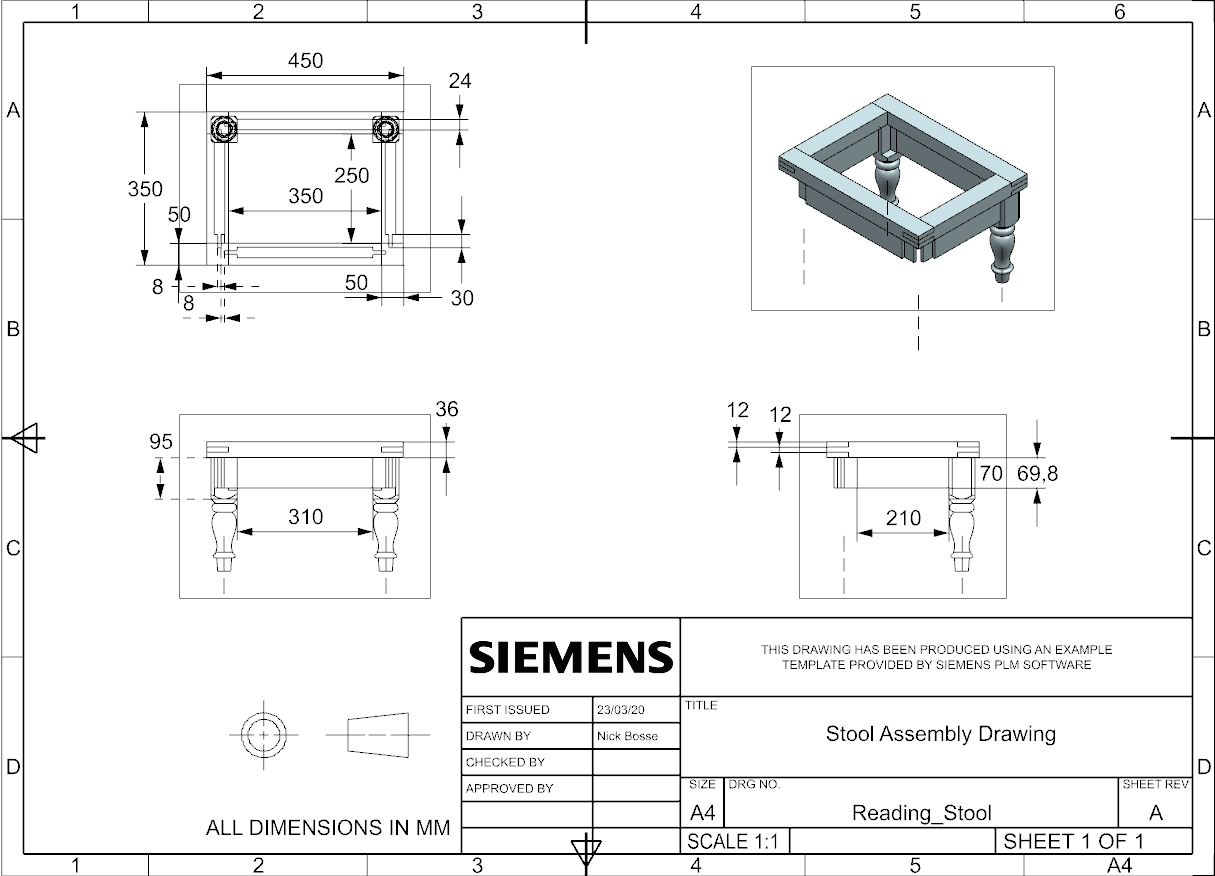 1 2 3 4 5 6
A A
B B
C C
D D
450
24
350
250
350
50
8
8
50
30
36
95
310
12
12
70 69,8
210
SIEMENS
THIS DRAWING HAS BEEN PRODUCED USING AN EXAMPLE
TEMPLATE PROVIDED BY SIEMENS PLM SOFTWARE
FIRST ISSUED 23/03/20
DRAWN BY Nick Bosse
CHECKED BY
APPROVED BY
TITLE
Stool Assembly Drawing
SIZE DRG NO. SHEET REV
A4 Reading_Stool A
SCALE 1:1 SHEET 1 OF 1
ALL DIMENSIONS IN MM
1 2 3 4 5 A4